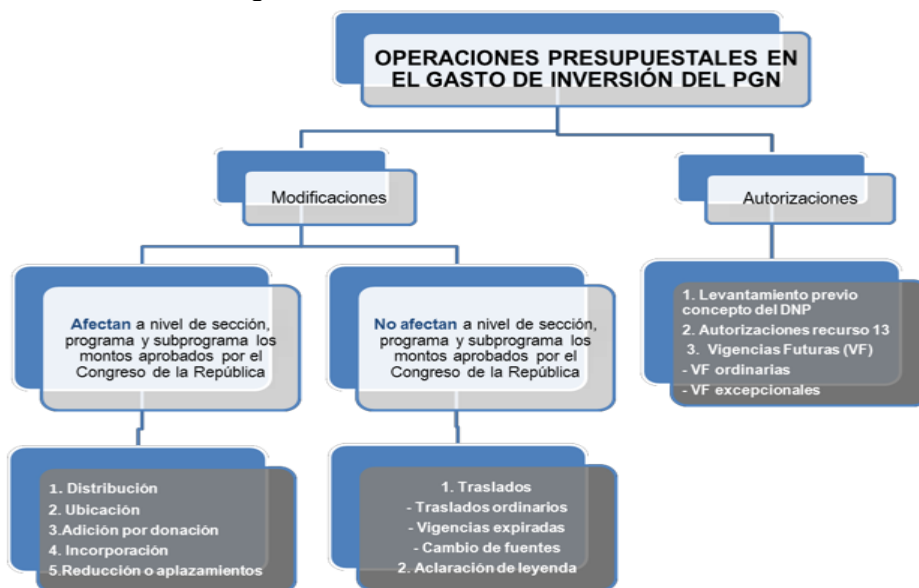 OPERACIONES PRESUPUESTALES EN
EL GASTO DE INVERSIÓN DEL PGN
Modificaciones
Autorizaciones
Afectan a nivel de sección,
programa y subprograma los
montos aprobados por el
Congreso de la República
No afectan a nivel de sección,
programa y subprograma los
montos aprobados por el
Congreso de la República
1. Levantamiento previo
concepto del DNP
2. Autorizaciones recurso 13
3. Vigencias Futuras (VF)
- VF ordinarias
- VF excepcionales
1. Distribución
2. Ubicación
3.Adición por donación
4. Incorporación
5.Reducción o aplazamientos
1. Traslados
- Traslados ordinarios
- Vigencias expiradas
- Cambio de fuentes
2. Aclaración de leyenda